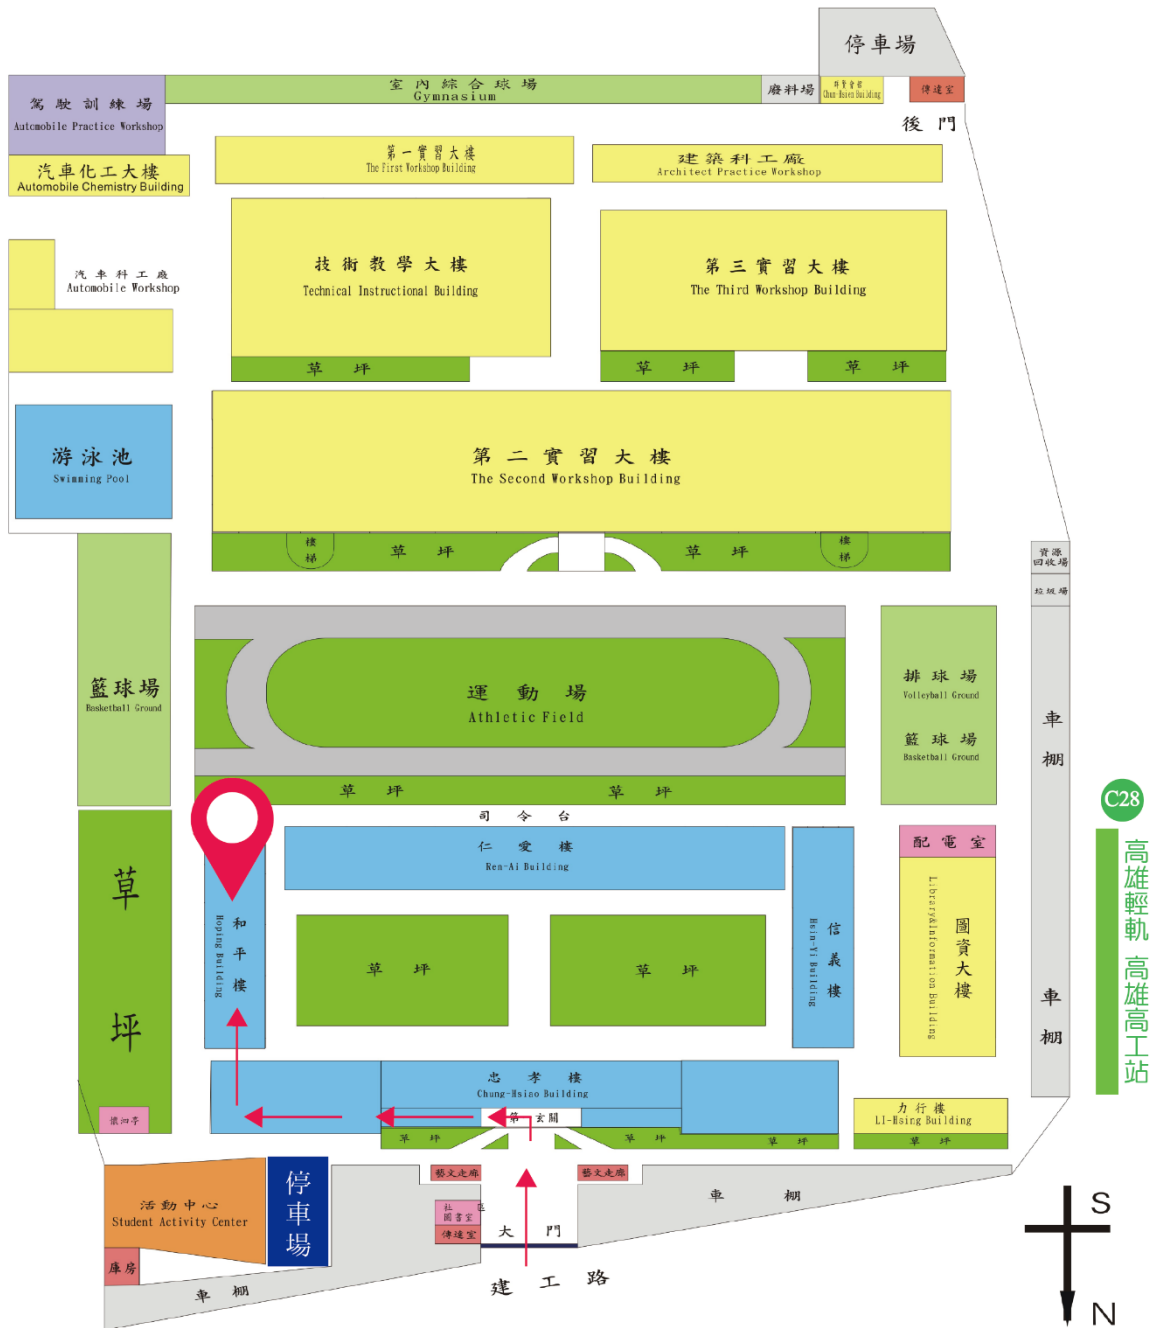 停車場
室內綜合球場
Gymnasium
廢料場
Chun-Hsien Building
傳達室
駕駛訓練場
Automobile Practice Workshop
後門
第一實習大樓
The First Workshop Building
建築科工廠
Architect Practice Workshop
汽車化工大樓
Automobile Chemistry Building
技術教學大樓
Technical Instructional Building
第三實習大樓
The Third Workshop Building
汽車科工廠
Automobile Workshop
草坪
草坪
草坪
游泳池
Swimming Pool
第二實習大樓
The Second Workshop Building
樓梯
草坪
草坪
樓梯
資源
回收場
垃圾場
籃球場
Basketball Ground
運動場
Athletic Field
排球場
Volleyball Ground
籃球場
Basketball Ground
車棚
草坪
草坪
司令台
C28
高雄輕軌 高雄高工站
草坪
和平樓
Hoping Building
仁愛樓
Ren-Ai Building
信義樓
Hsin-Yi Building
配電室
圖資大樓
Library&Information Building
草坪
草坪
車棚
忠孝樓
Chung-Hsiao Building
第一玄關
力行樓
LI-Hsing Building
懷泗亭
草坪
草坪
草坪
草坪
藝文走廊
藝文走廊
活動中心
Student Activity Center
停車場
車棚
社區
圖書室
傳達室
大門
庫房
車棚
建工路
S
N